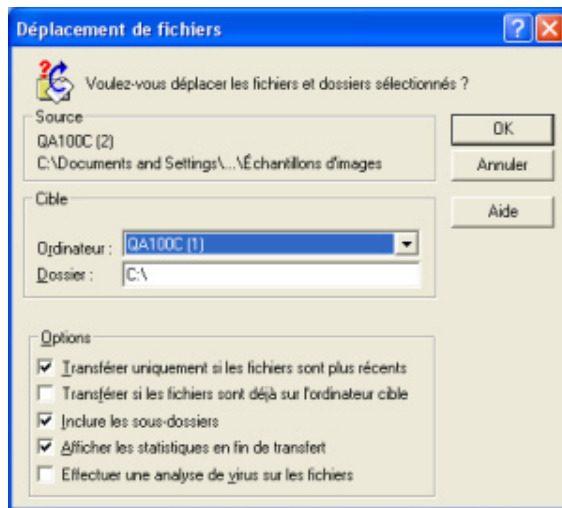 Déplacement de fichiers
Voulez-vous déplacer les fichiers et dossiers sélectionnés ?
Source
QA100C (2)
C:\Documents and Settings\...\Échantillons d'images
OK
Annuler
Aide
Cible
Ordinateur : QA100C (1)
Dossier : C:\
Options
Transférer uniquement si les fichiers sont plus récents
Transférer si les fichiers sont déjà sur l'ordinateur cible
Inclure les sous-dossiers
Afficher les statistiques en fin de transfert
Effectuer une analyse de virus sur les fichiers